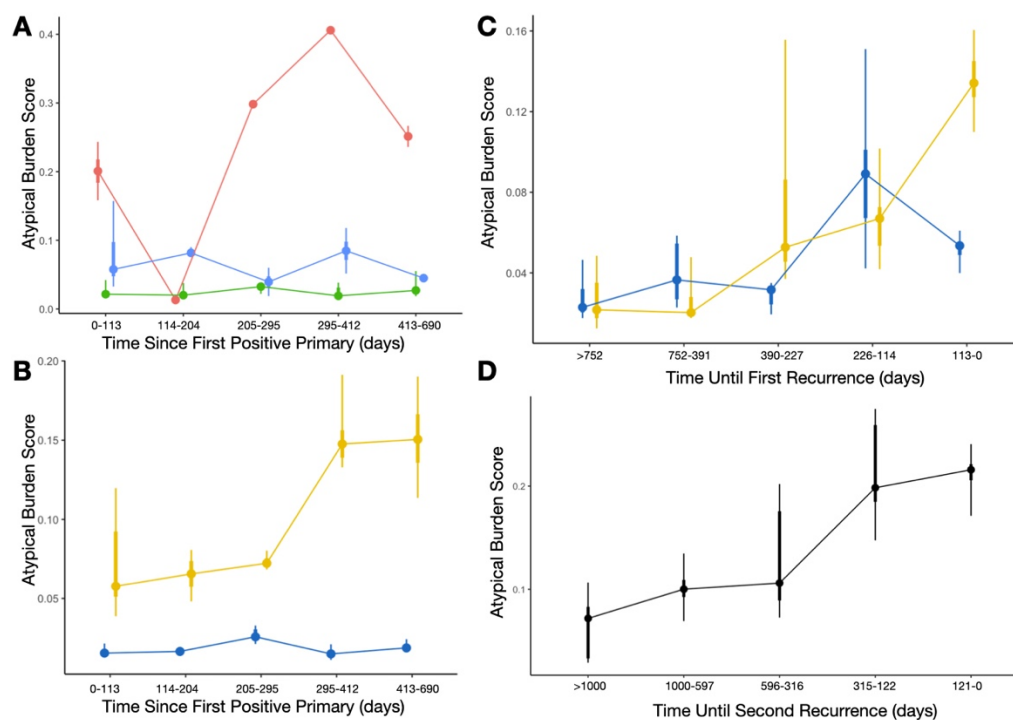 A
Atypical Burden Score
0.4
0.3
0.2
0.1
0.0
0-113 114-204 205-295 295-412 413-690
Time Since First Positive Primary (days)
B
Atypical Burden Score
0.20
0.15
0.10
0.05
0-113 114-204 205-295 295-412 413-690
Time Since First Positive Primary (days)
C
Atypical Burden Score
0.16
0.12
0.08
0.04
>752 752-391 390-227 226-114 113-0
Time Until First Recurrence (days)
D
Atypical Burden Score
0.2
0.1
>1000 1000-597 596-316 315-122 121-0
Time Until Second Recurrence (days)